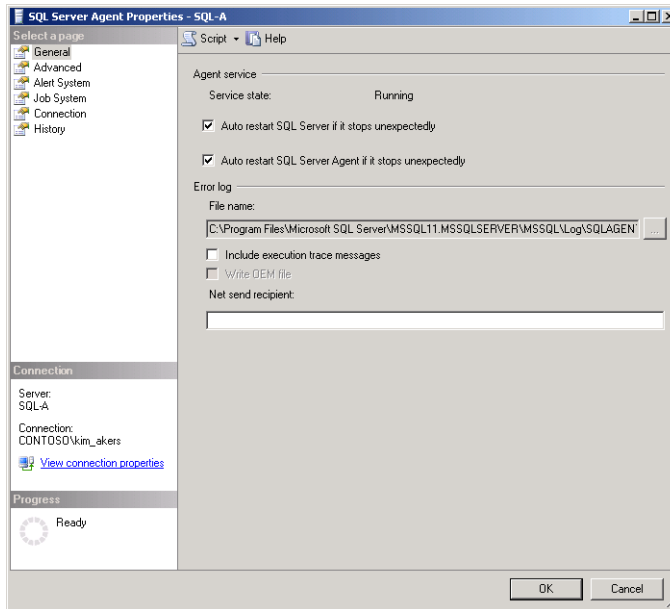 SQL Server Agent Properties - SQL-A
Select a page
General
Advanced
Alert System
Job System
Connection
History
Script
Help
Agent service
Service state: Running
Auto restart SQL Server if it stops unexpectedly
Auto restart SQL Server Agent if it stops unexpectedly
Error log
File name:
C:\Program Files\Microsoft SQL Server\MSSQL11.MSSQLSERVER\MSSQL\Log\SQLAGENT
...
Include execution trace messages
Write OEM file
Net send recipient:
Connection
Server:
SQL-A
Connection:
CONTOSO\kim_akers
View connection properties
Progress
Ready
OK
Cancel